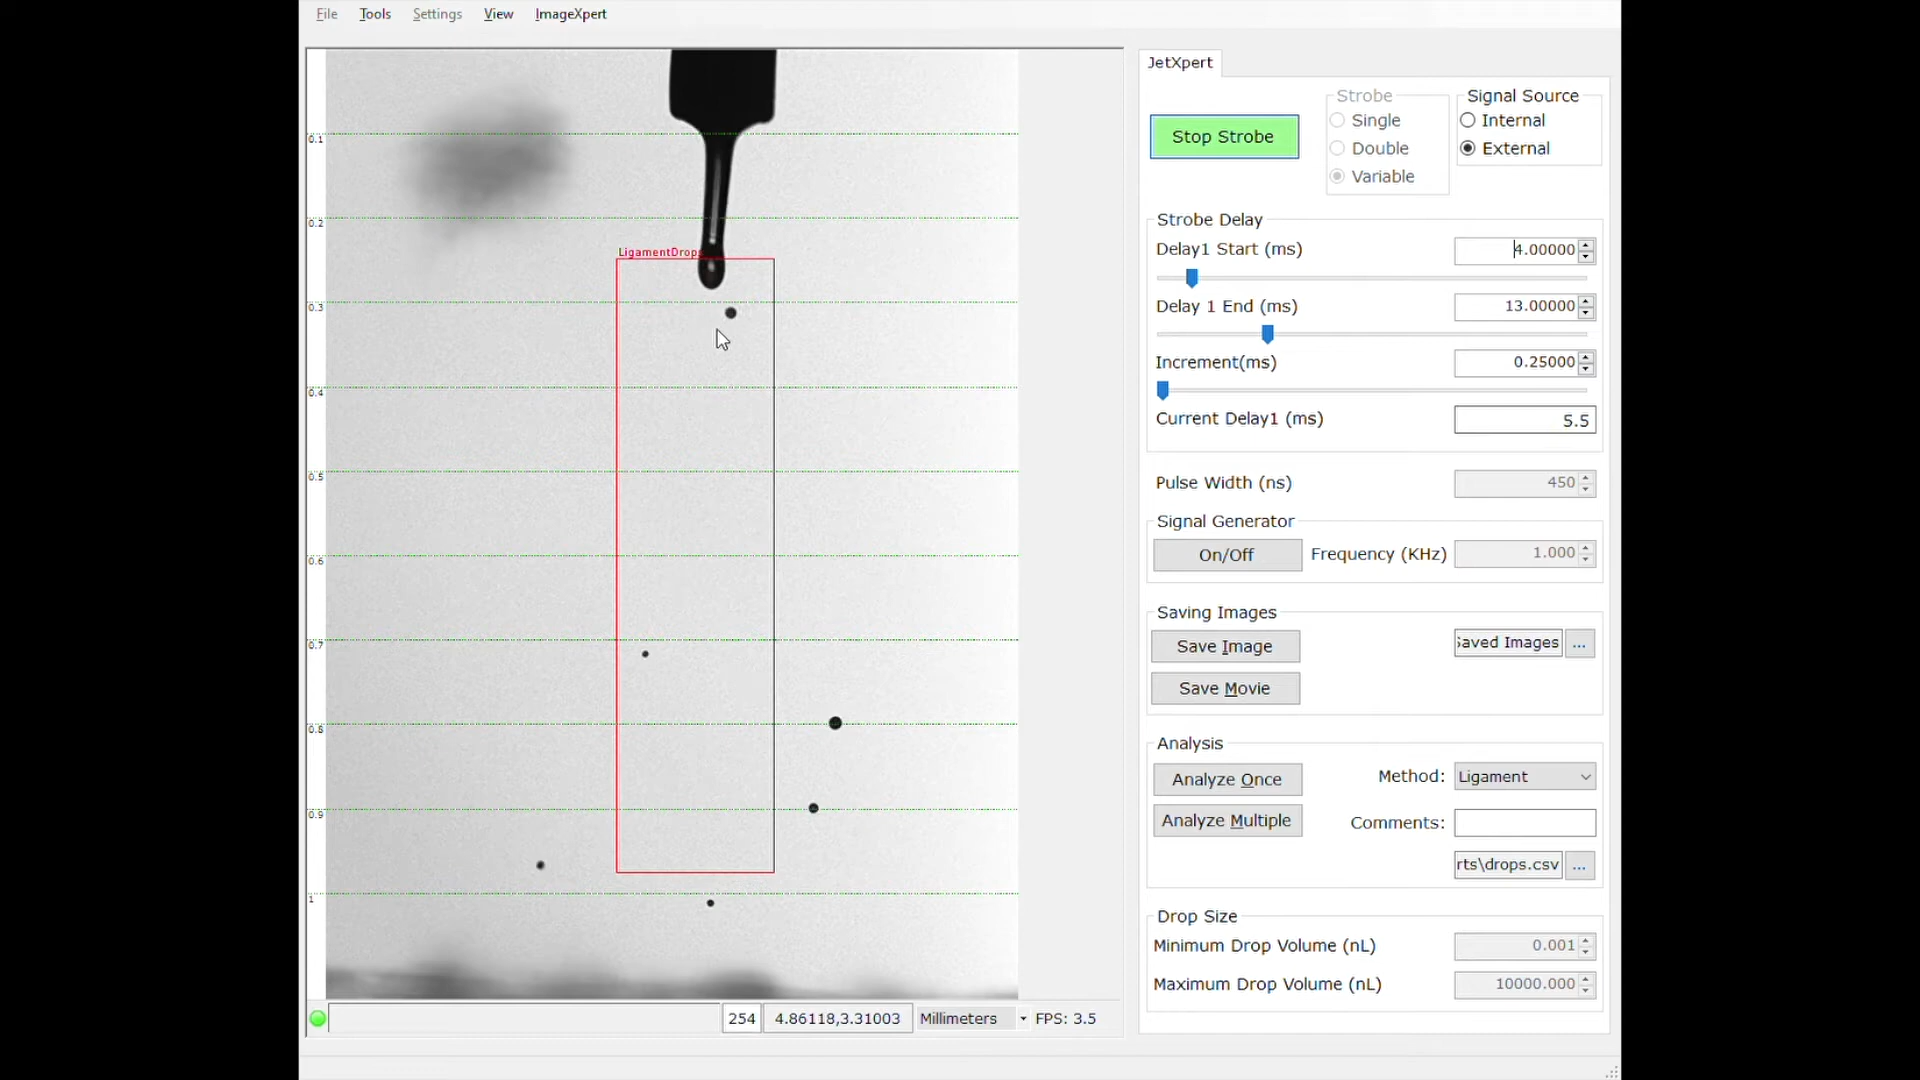 File Tools Settings View ImageXpert
JetXpert
Stop Strobe
Strobe
Single
Double
Variable
Signal Source
Internal
External
Strobe Delay
Delay1 Start (ms) 4.00000
Delay 1 End (ms) 13.00000
Increment(ms) 0.25000
Current Delay1 (ms) 5.5
Pulse Width (ns) 450
Signal Generator
On/Off Frequency (KHz) 1.000
Saving Images
Save Image Saved Images ...
Save Movie
Analysis
Analyze Once Method: Ligament
Analyze Multiple Comments:
rts\drops.csv ...
Drop Size
Minimum Drop Volume (nL) 0.001
Maximum Drop Volume (nL) 10000.000
LigamentDrops
0.1
0.2
0.3
0.4
0.5
0.6
0.7
0.8
0.9
1
254 4.86118,3.31003 Millimeters FPS: 3.5